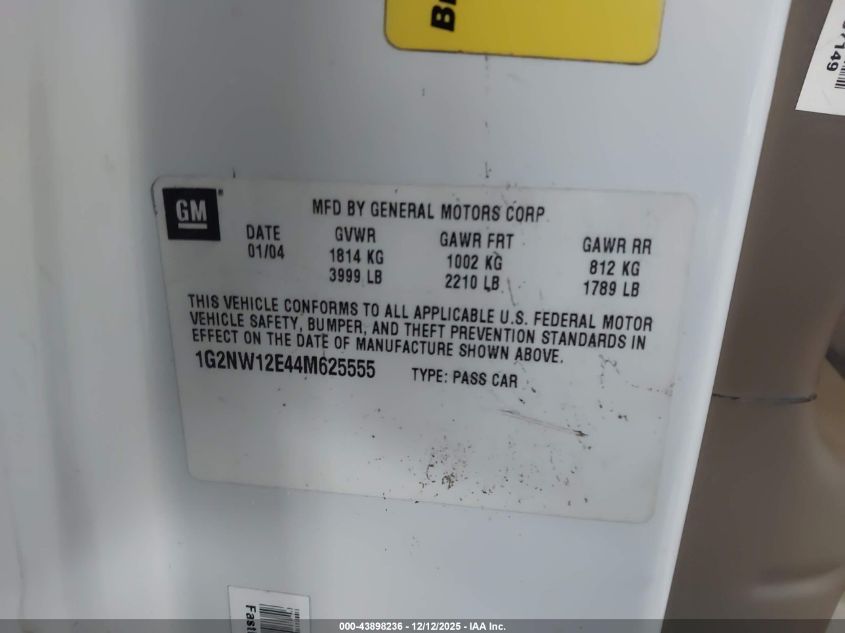 GM
MFD BY GENERAL MOTORS CORP
DATE GVWR GAWR FRT GAWR RR
01/04 1814 KG 1002 KG 812 KG
3999 LB 2210 LB 1789 LB
THIS VEHICLE CONFORMS TO ALL APPLICABLE U.S. FEDERAL MOTOR
VEHICLE SAFETY, BUMPER, AND THEFT PREVENTION STANDARDS IN
EFFECT ON THE DATE OF MANUFACTURE SHOWN ABOVE.
1G2NW12E44M625555 TYPE: PASS CAR
000-43898236 - 12/12/2025 - IAA Inc.